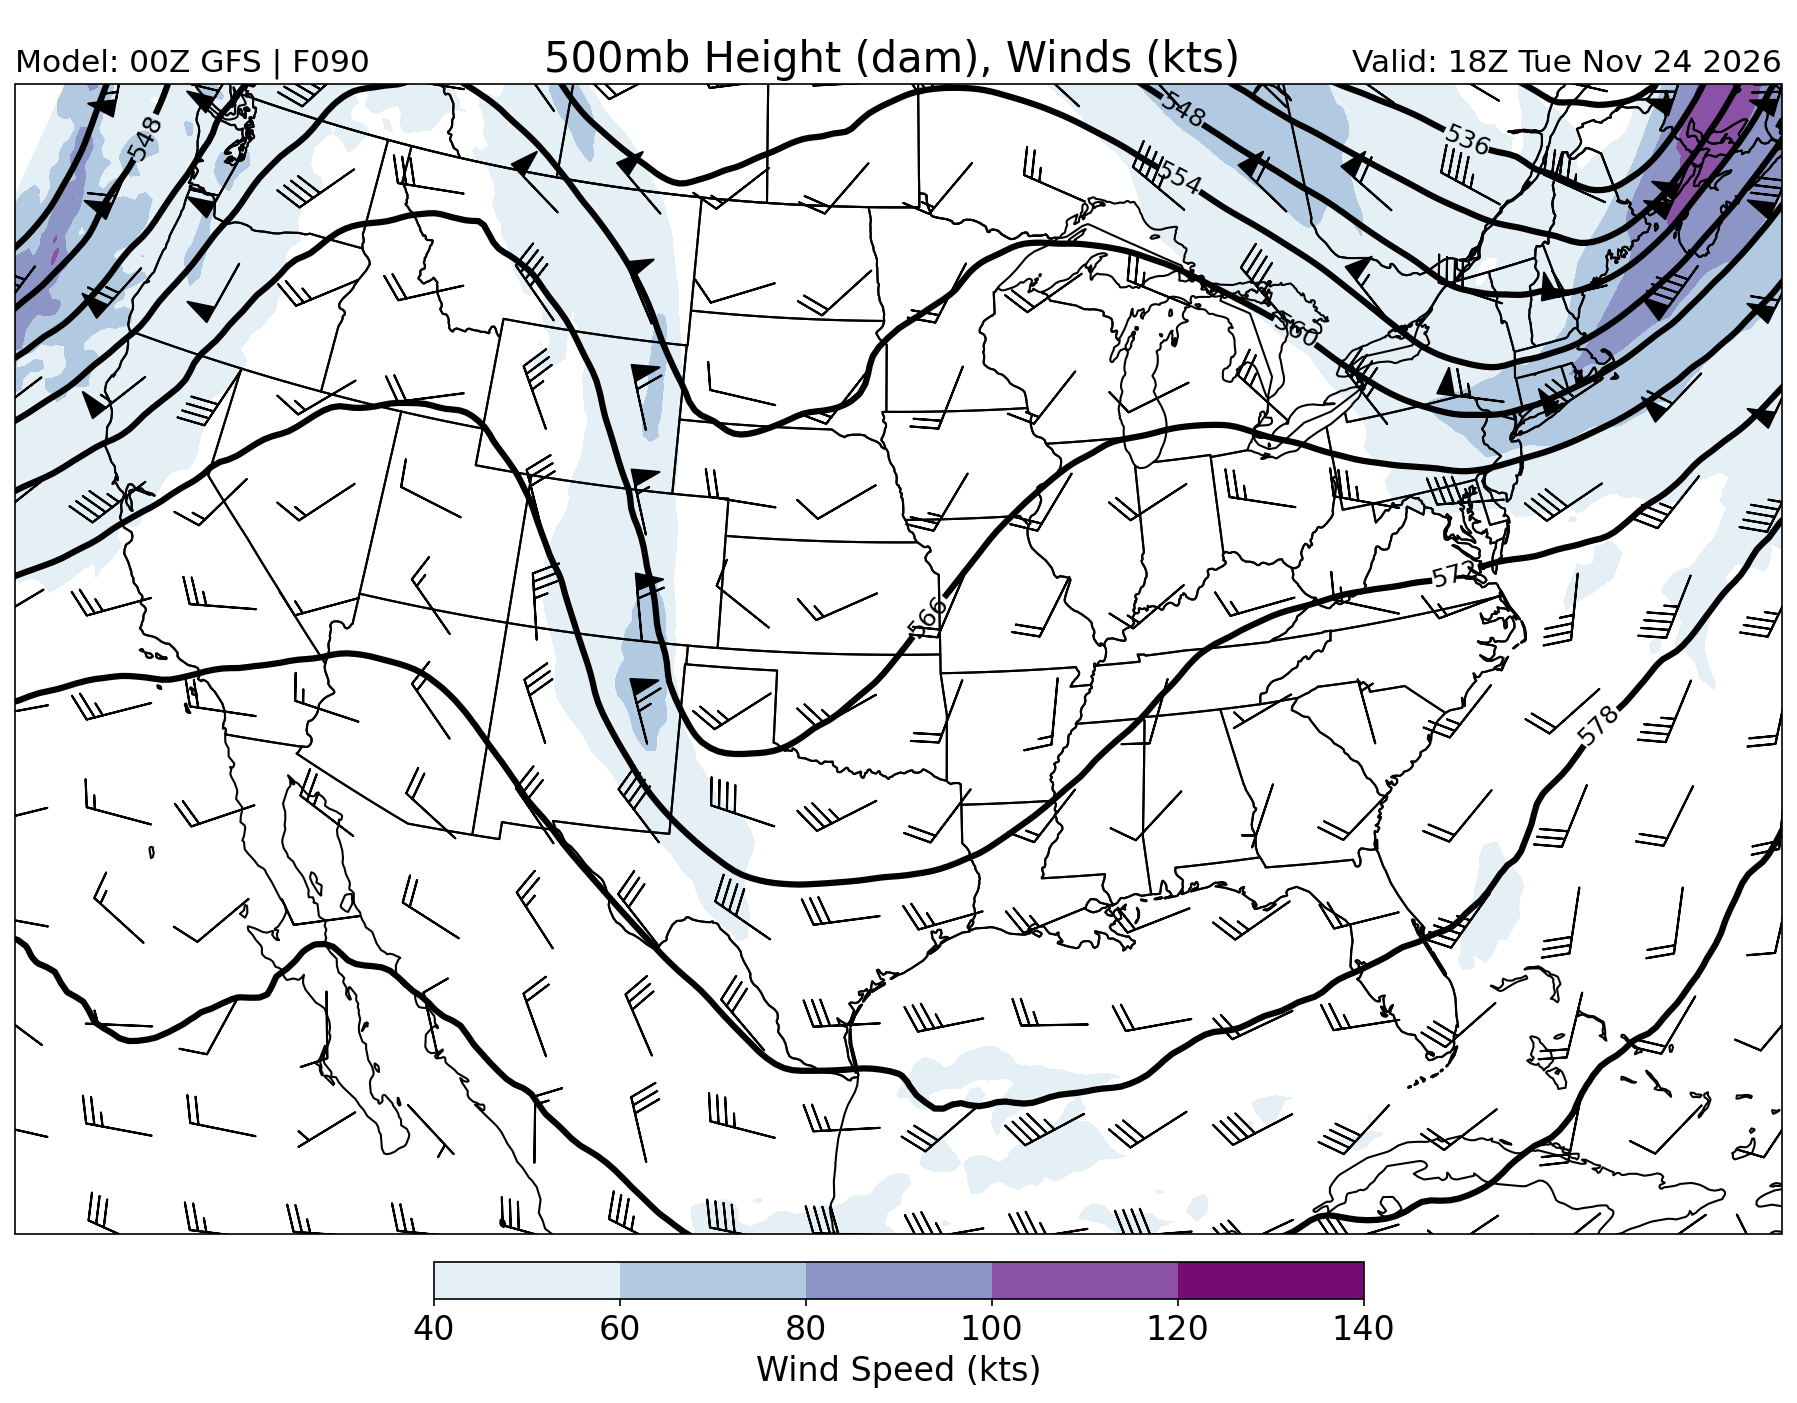 Model: 00Z GFS | F090
500mb Height (dam), Winds (kts)
Valid: 18Z Tue Nov 24 2026
548
548
536
554
560
572
566
578
40 60 80 100 120 140
Wind Speed (kts)